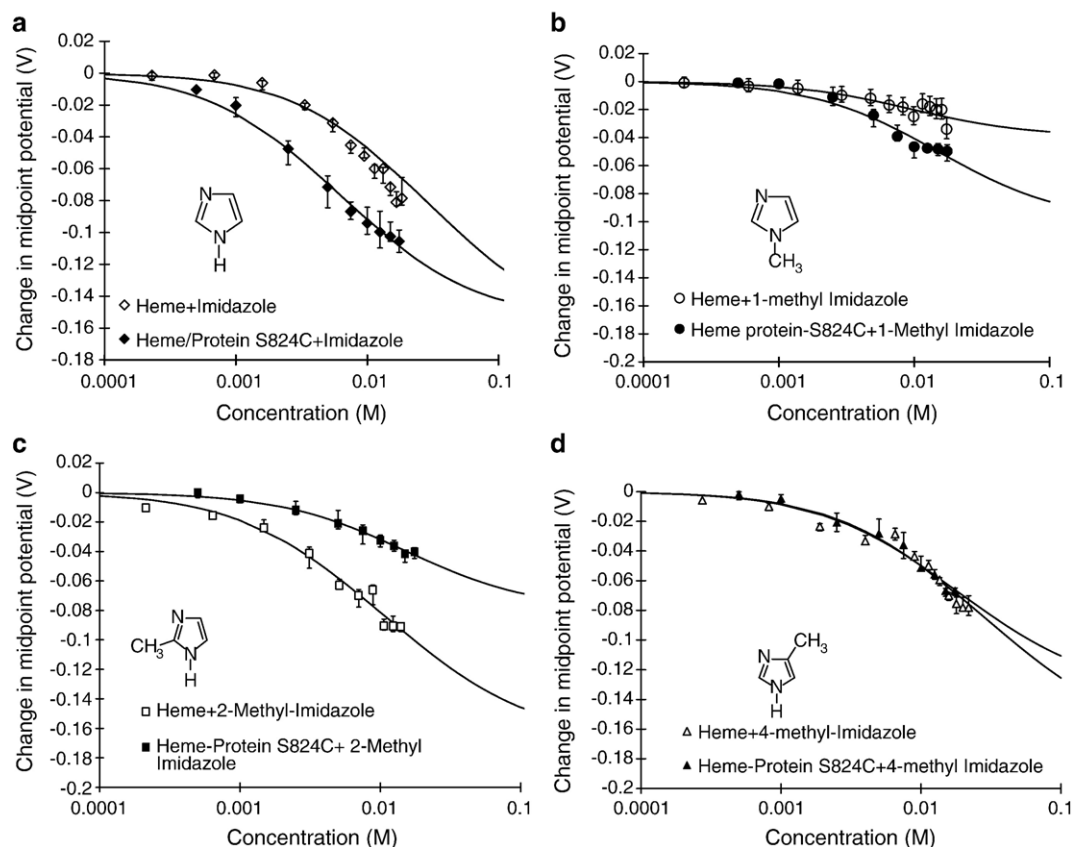 a
Change in midpoint potential (V)
0.02
0
-0.02
-0.04
-0.06
-0.08
-0.1
-0.12
-0.14
-0.16
-0.18
N
N
H
Heme+Imidazole
Heme/Protein S824C+Imidazole
0.0001
0.001
0.01
0.1
Concentration (M)
b
Change in midpoint potential (V)
0.02
0
-0.02
-0.04
-0.06
-0.08
-0.1
-0.12
-0.14
-0.16
-0.18
-0.2
N
N
CH3
Heme+1-methyl Imidazole
Heme protein-S824C+1-Methyl Imidazole
0.0001
0.001
0.01
0.1
Concentration (M)
c
Change in midpoint potential (V)
0.02
0
-0.02
-0.04
-0.06
-0.08
-0.1
-0.12
-0.14
-0.16
-0.18
-0.2
N
CH3
N
H
Heme+2-Methyl-Imidazole
Heme-Protein S824C+ 2-Methyl
Imidazole
0.0001
0.001
0.01
0.1
Concentration (M)
d
Change in midpoint potential (V)
0.02
0
-0.02
-0.04
-0.06
-0.08
-0.1
-0.12
-0.14
-0.16
-0.18
-0.2
CH3
N
N
H
Heme+4-methyl-Imidazole
Heme-Protein S824C+4-methyl Imidazole
0.0001
0.001
0.01
0.1
Concentration (M)